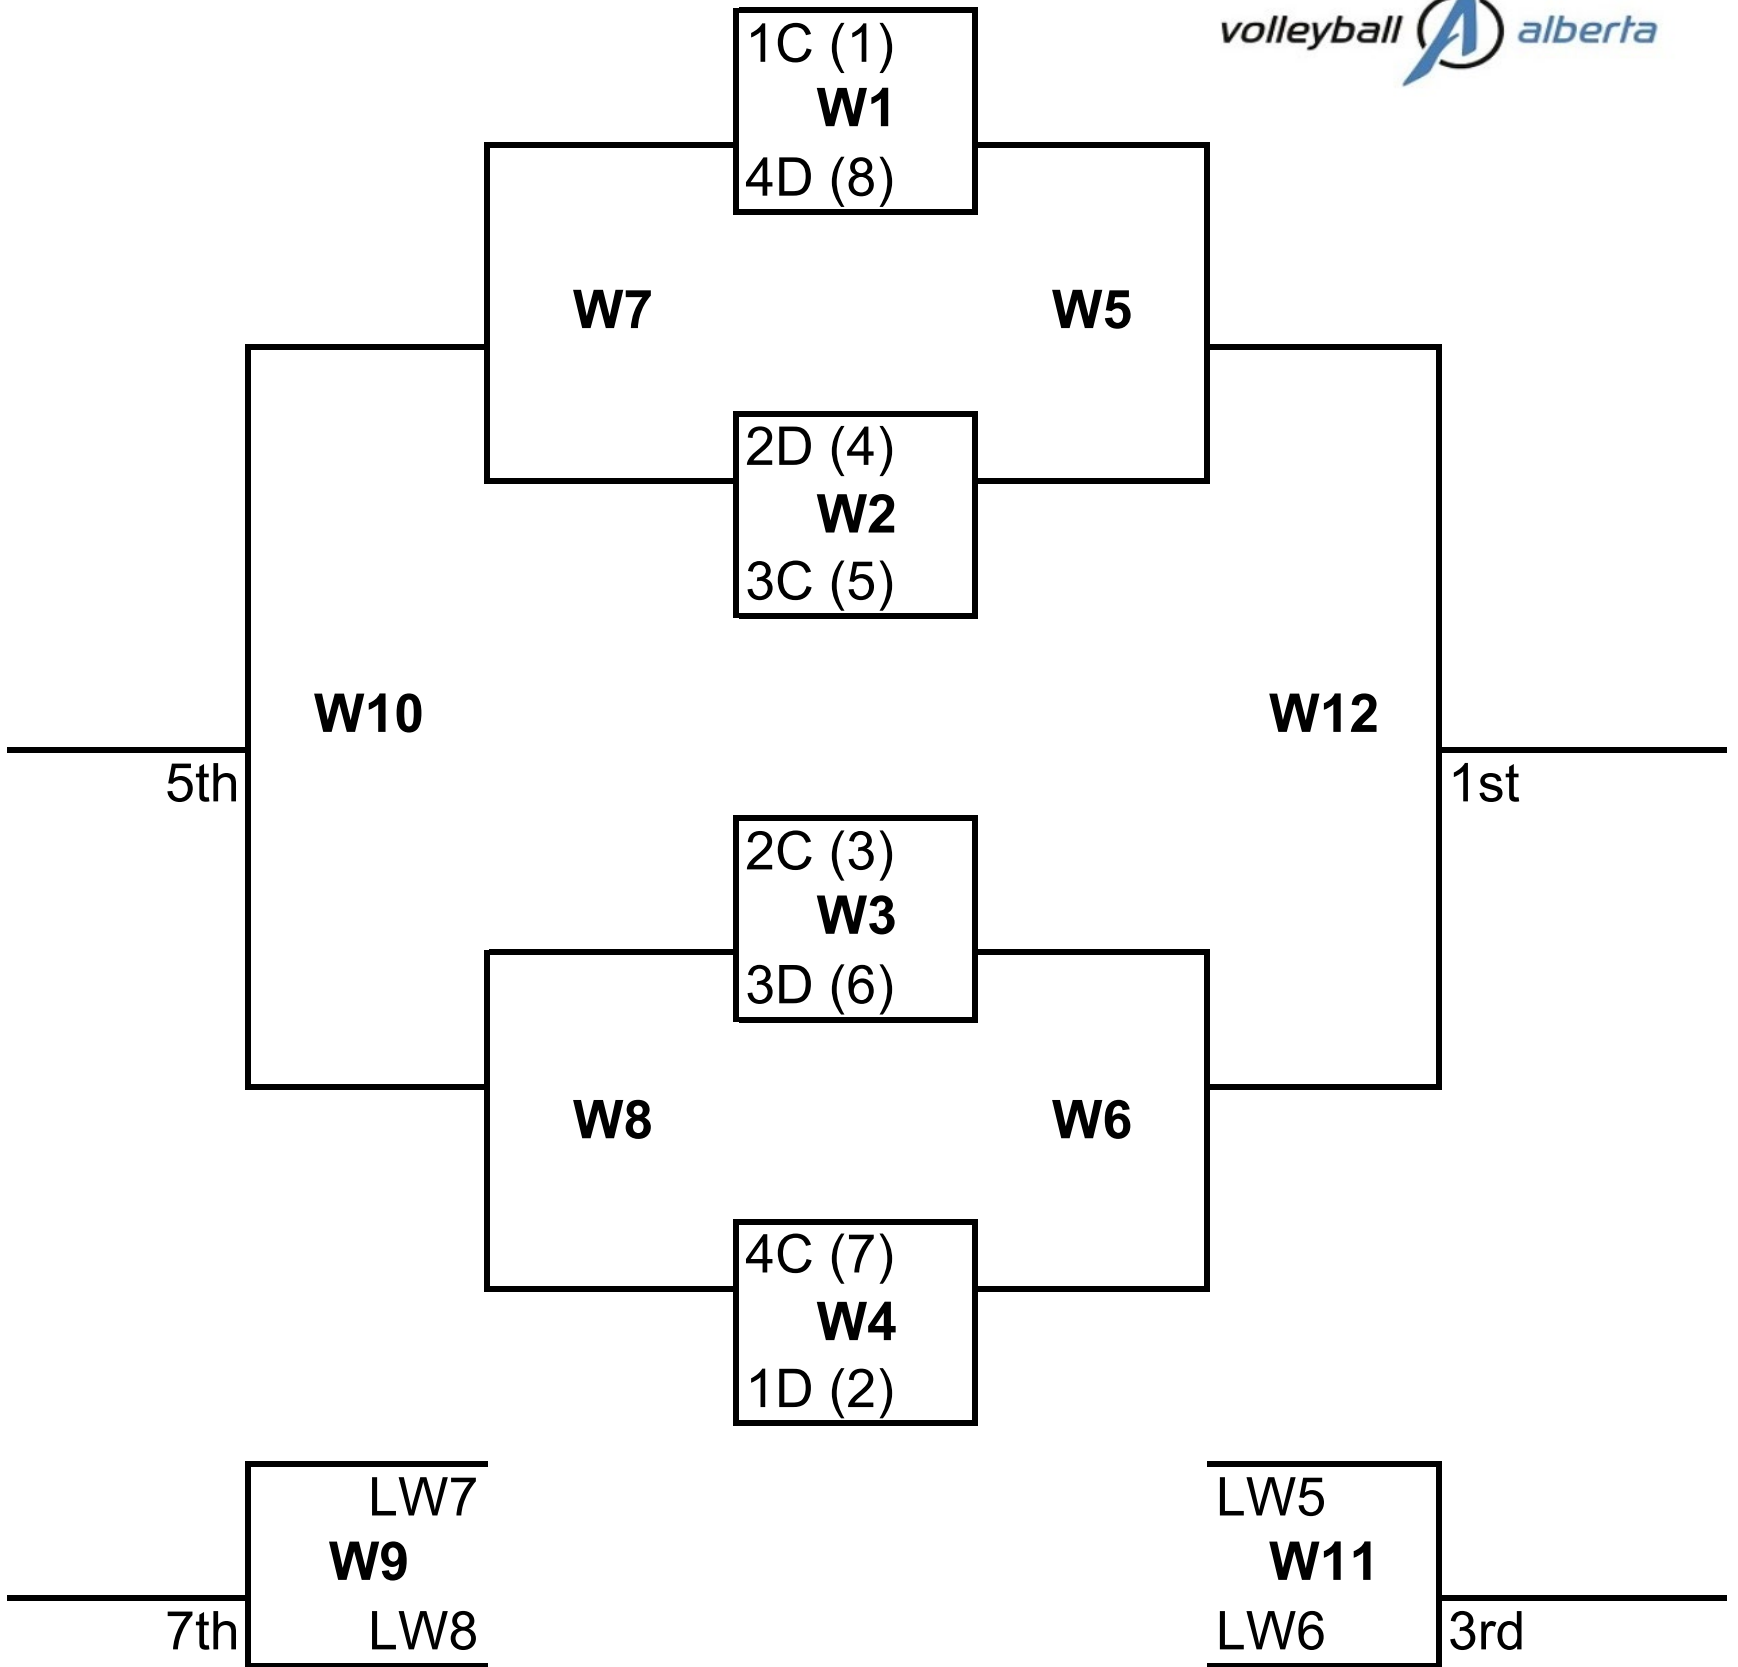 volleyball alberta
1C (1)
W1
4D (8)
W7
W5
2D (4)
W2
3C (5)
W10
W12
5th
1st
2C (3)
W3
3D (6)
W8
W6
4C (7)
W4
1D (2)
LW7
W9
LW8
7th
LW5
W11
LW6
3rd